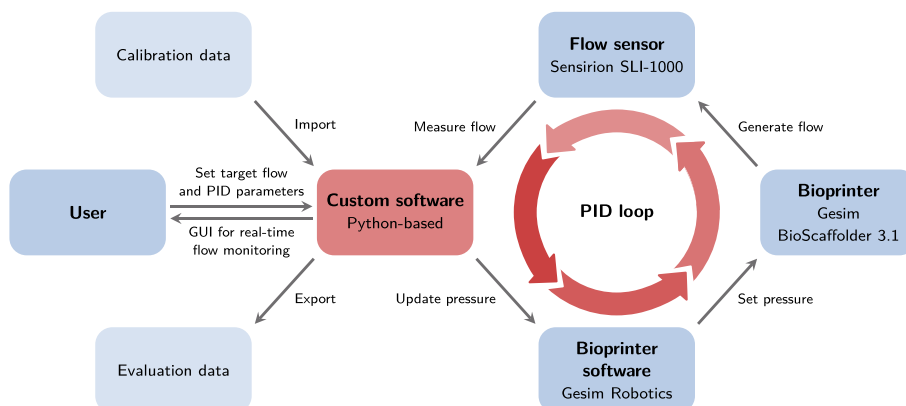 Calibration data
Flow sensor
Sensirion SLI-1000
Import
Measure flow
Generate flow
Set target flow
and PID parameters
User
Custom software
Python-based
PID loop
Bioprinter
Gesim
BioScaffolder 3.1
GUI for real-time
flow monitoring
Export
Update pressure
Set pressure
Evaluation data
Bioprinter
software
Gesim Robotics